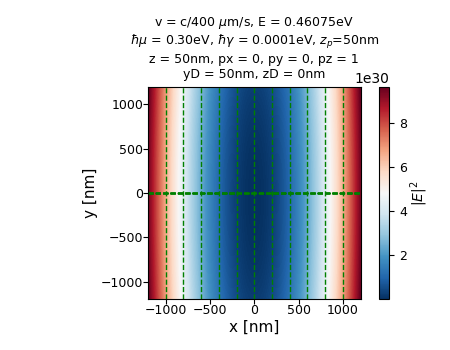 v = c/400 μm/s, E = 0.46075eV
ℏμ = 0.30eV, ℏγ = 0.0001eV, z_p=50nm
z = 50nm, px = 0, py = 0, pz = 1
yD = 50nm, zD = 0nm
1e30
1000
500
0
−500
−1000
y [nm]
−1000 −500 0 500 1000
x [nm]
8
6
4
2
|E|²